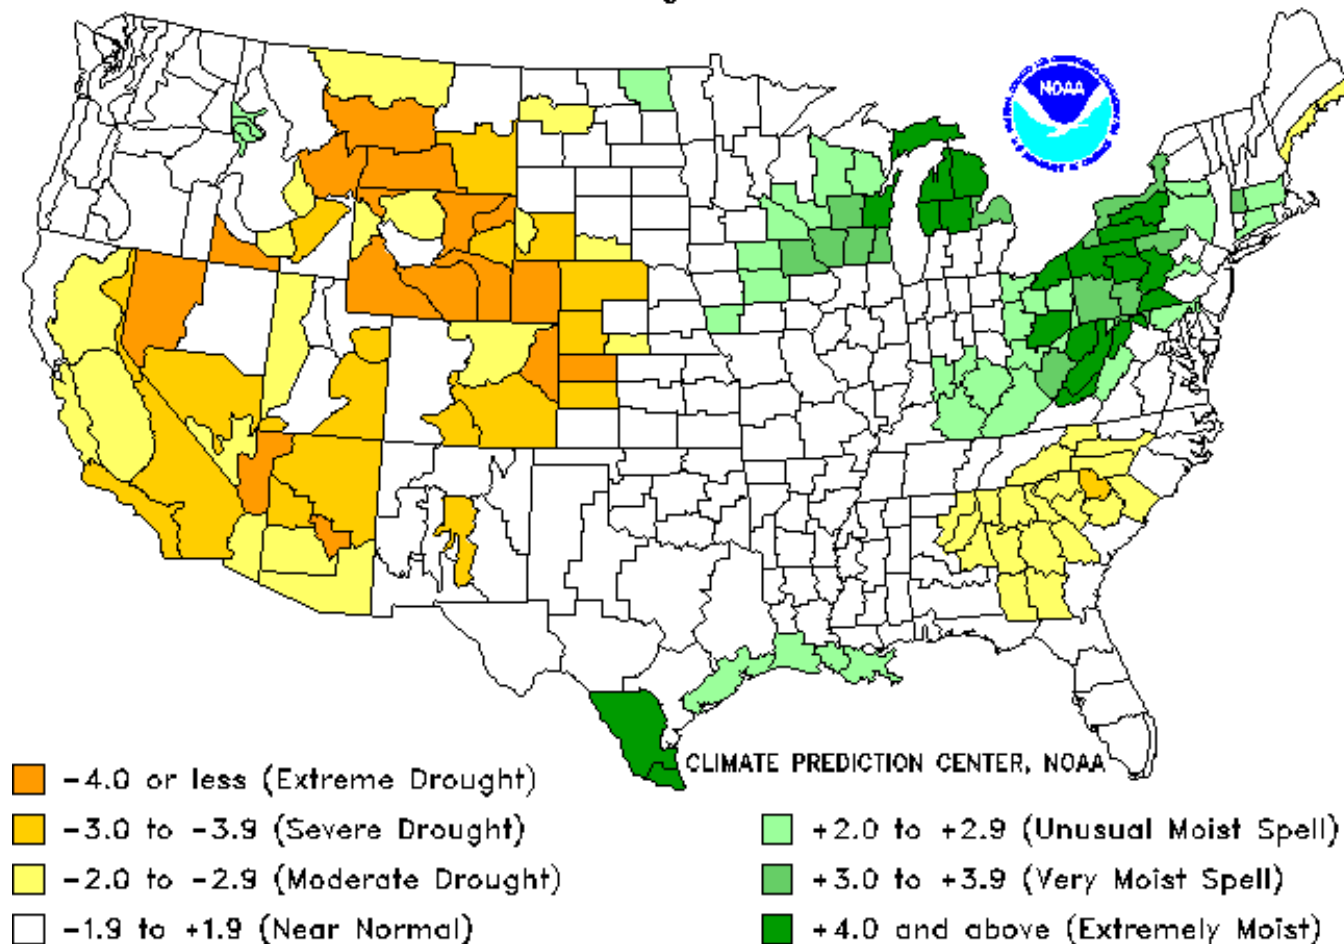 NOAA
CLIMATE PREDICTION CENTER, NOAA
-4.0 or less (Extreme Drought)
-3.0 to -3.9 (Severe Drought)
-2.0 to -2.9 (Moderate Drought)
-1.9 to +1.9 (Near Normal)
+2.0 to +2.9 (Unusual Moist Spell)
+3.0 to +3.9 (Very Moist Spell)
+4.0 and above (Extremely Moist)